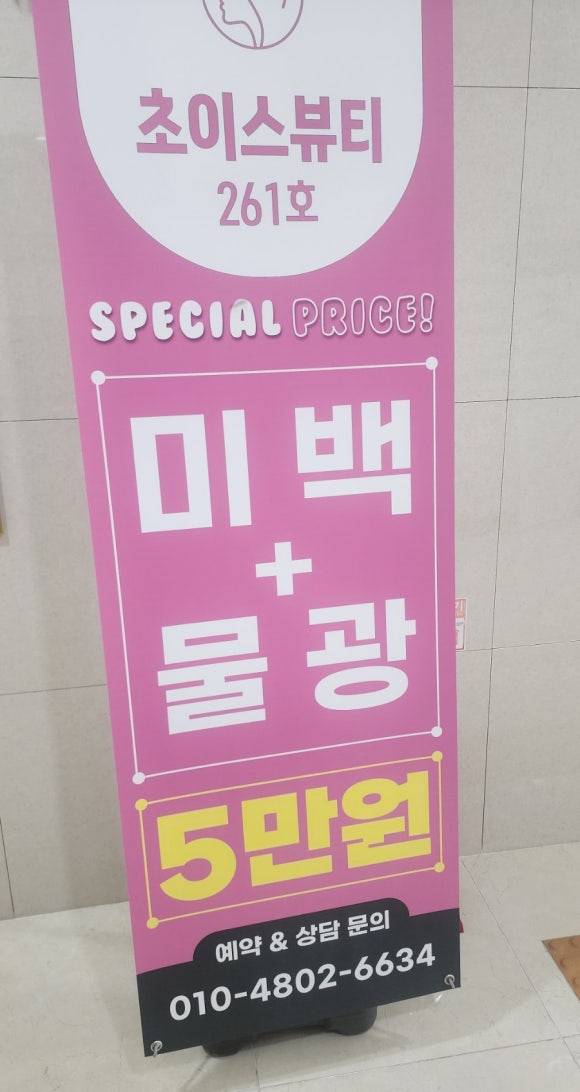 초이스뷰티
261호
SPECIAL PRICE!
미백
+
물광
5만원
예약 & 상담 문의
010-4802-6634